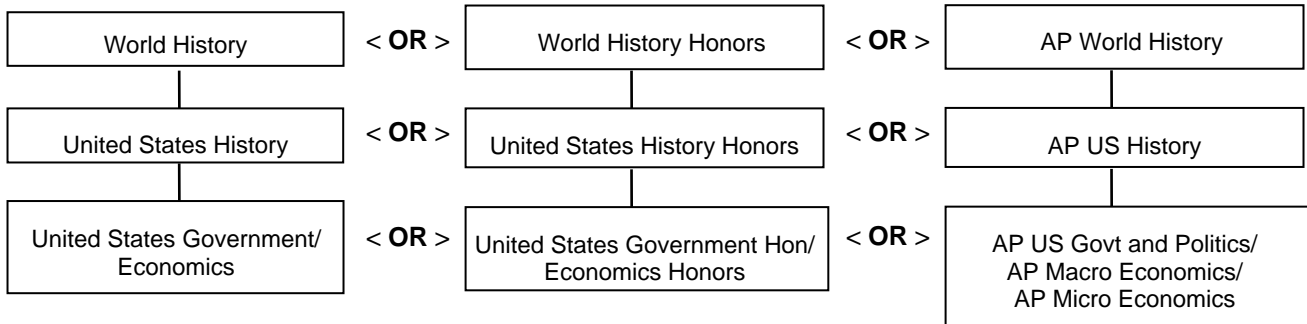 World History < OR > World History Honors < OR > AP World History
United States History < OR > United States History Honors < OR > AP US History
United States Government/
Economics
< OR >
United States Government Hon/
Economics Honors
< OR >
AP US Govt and Politics/
AP Macro Economics/
AP Micro Economics